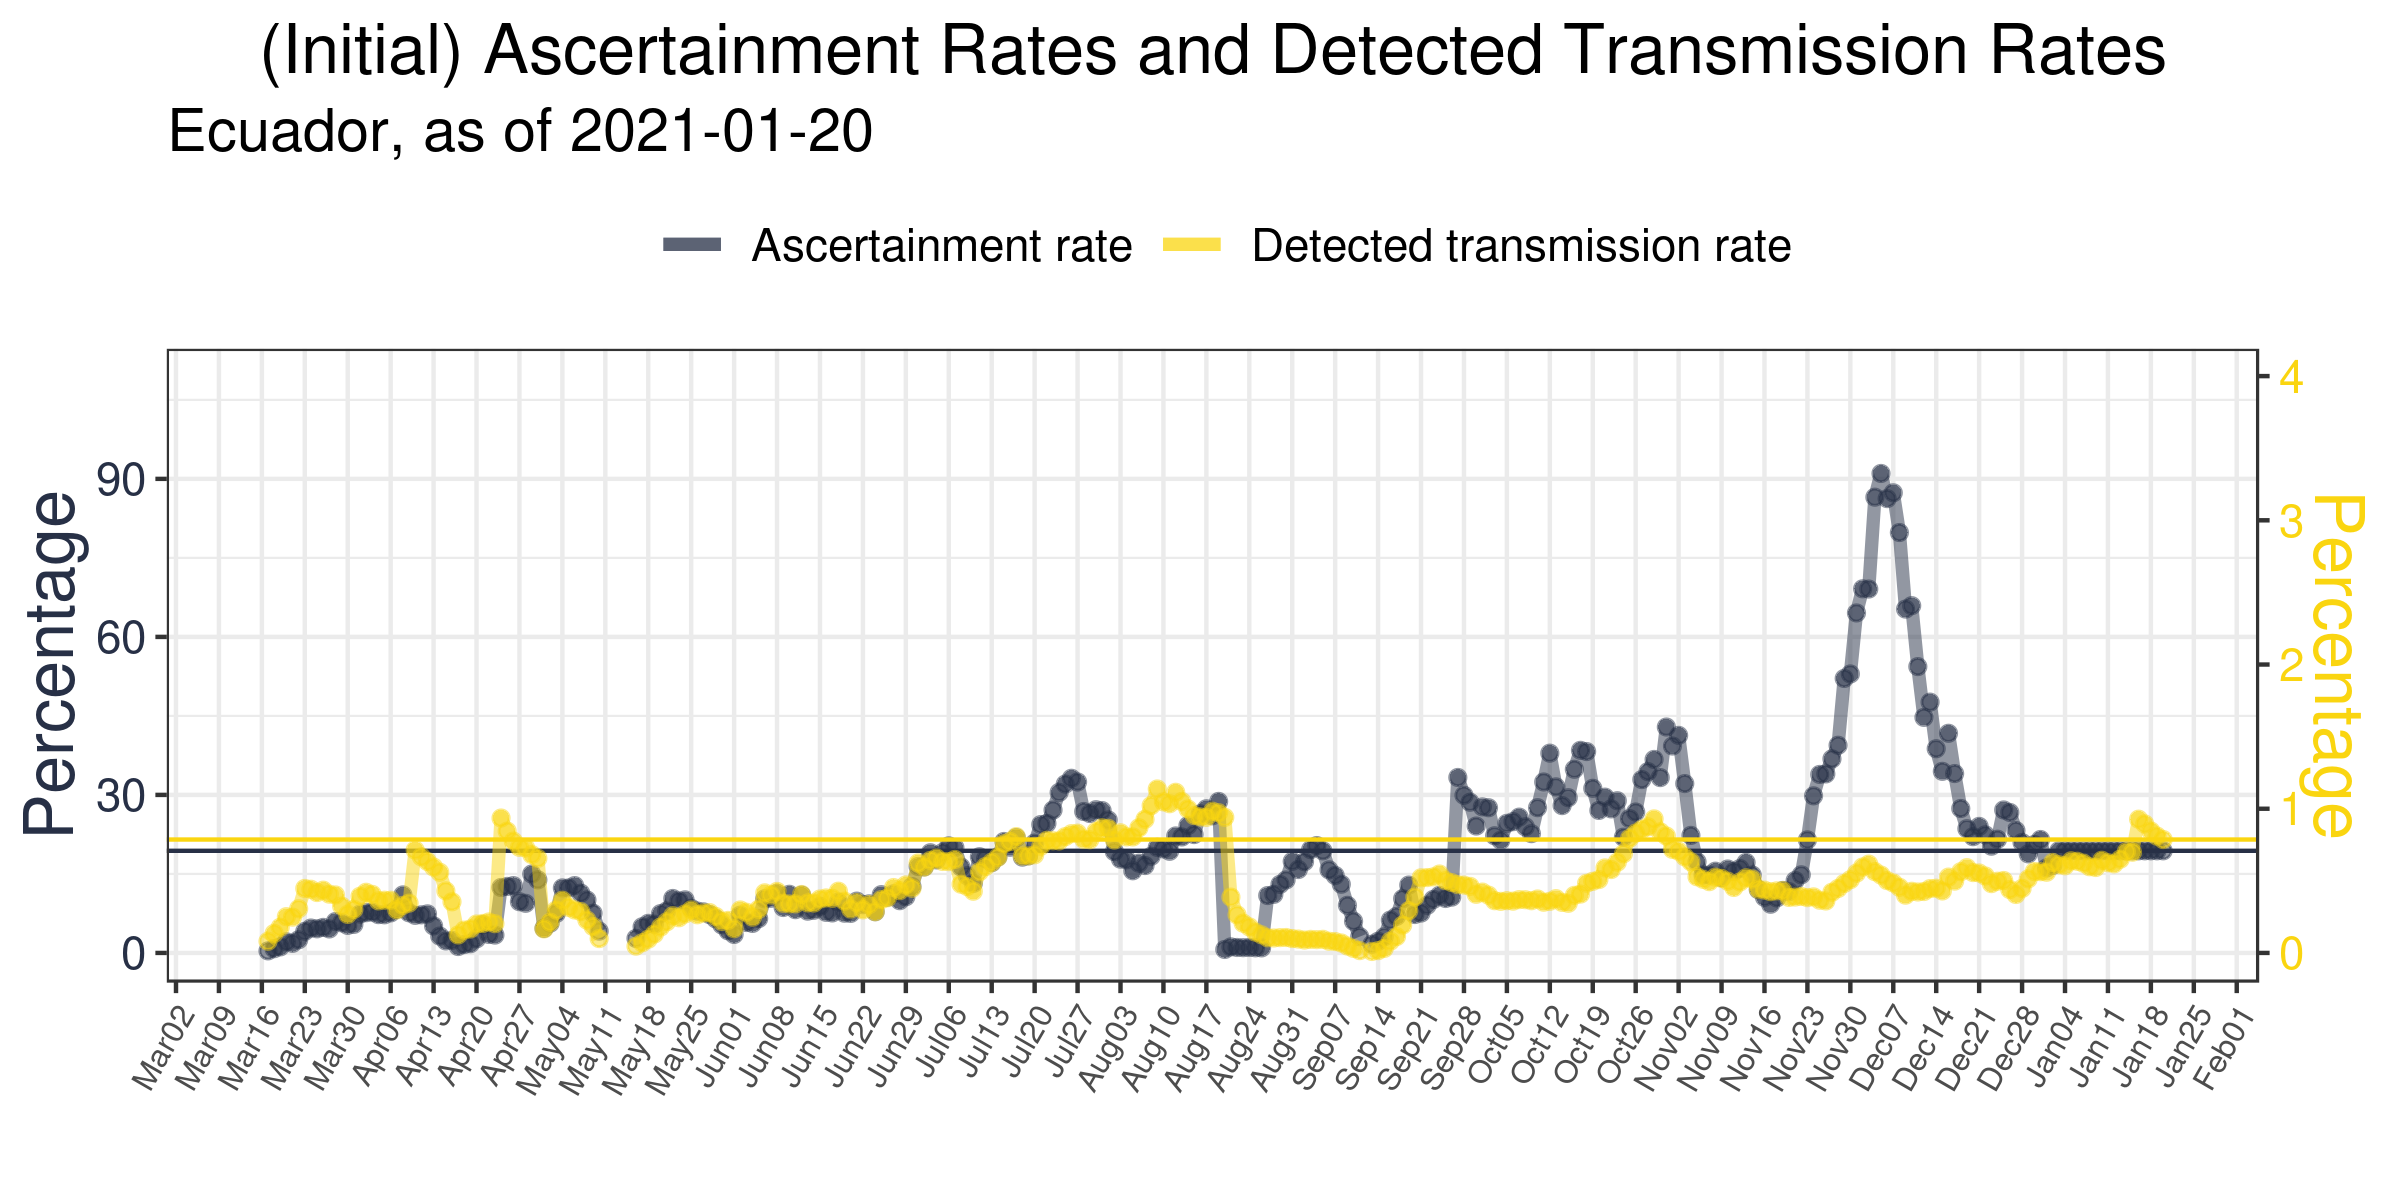 (Initial) Ascertainment Rates and Detected Transmission Rates
Ecuador, as of 2021-01-20
Ascertainment rate Detected transmission rate
Percentage
90
60
30
0
4
3
2
1
0
Percentage
Mar02 Mar09 Mar16 Mar23 Mar30 Apr06 Apr13 Apr20 Apr27 May04 May11 May18 May25 Jun01 Jun08 Jun15 Jun22 Jun29 Jul06 Jul13 Jul20 Jul27 Aug03 Aug10 Aug17 Aug24 Aug31 Sep07 Sep14 Sep21 Sep28 Oct05 Oct12 Oct19 Oct26 Nov02 Nov09 Nov16 Nov23 Nov30 Dec07 Dec14 Dec21 Dec28 Jan04 Jan11 Jan18 Jan25 Feb01